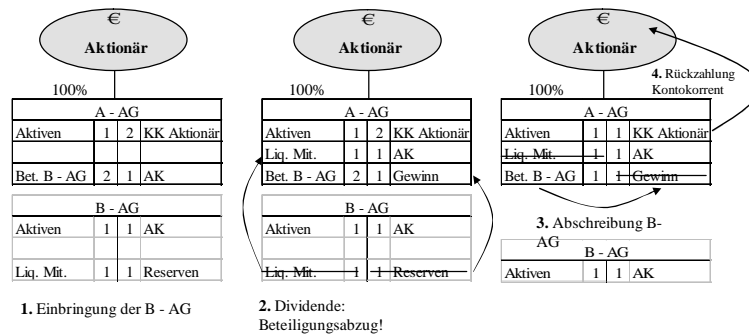 €
Aktionär
100%
A - AG
Aktiven 1 2 KK Aktionär
Bet. B - AG 2 1 AK
B - AG
Aktiven 1 1 AK
Liq. Mit. 1 1 Reserven
1. Einbringung der B - AG
€
Aktionär
100%
A - AG
Aktiven 1 2 KK Aktionär
Liq. Mit. 1 1 AK
Bet. B - AG 2 1 Gewinn
B - AG
Aktiven 1 1 AK
Liq. Mit. 1 1 Reserven
2. Dividende:
Beteiligungsabzug!
€
Aktionär
4. Rückzahlung
Kontokorrent
100%
A - AG
Aktiven 1 1 KK Aktionär
Liq. Mit. 1 1 AK
Bet. B - AG 1 1 Gewinn
3. Abschreibung B-
AG
B - AG
Aktiven 1 1 AK